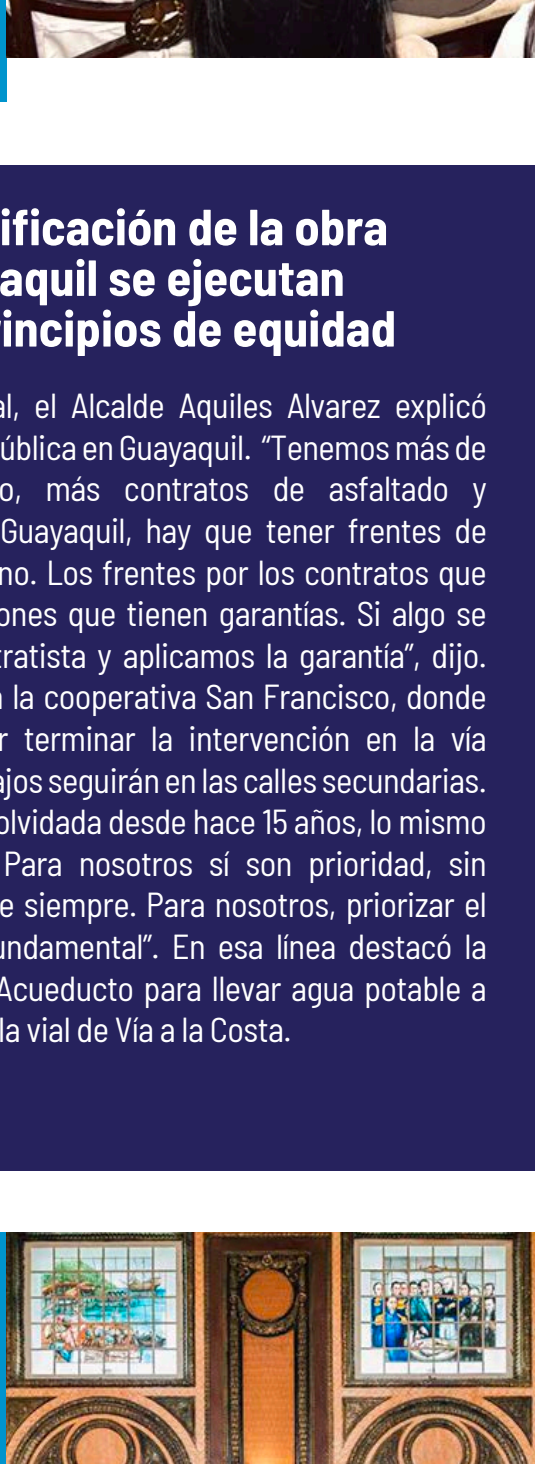 ificación de la obra
aquil se ejecutan
incipios de equidad
al, el Alcalde Aquiles Alvarez explicó
ública en Guayaquil. “Tenemos más de
o, más contratos de asfaltado y
Guayaquil, hay que tener frentes de
no. Los frentes por los contratos que
ones que tienen garantías. Si algo se
ratista y aplicamos la garantía”, dijo.
la cooperativa San Francisco, donde
r terminar la intervención en la vía
ajos seguirán en las calles secundarias.
olvidada desde hace 15 años, lo mismo
Para nosotros sí son prioridad, sin
e siempre. Para nosotros, priorizar el
undamental”. En esa línea destacó la
Acueducto para llevar agua potable a
la vial de Vía a la Costa.